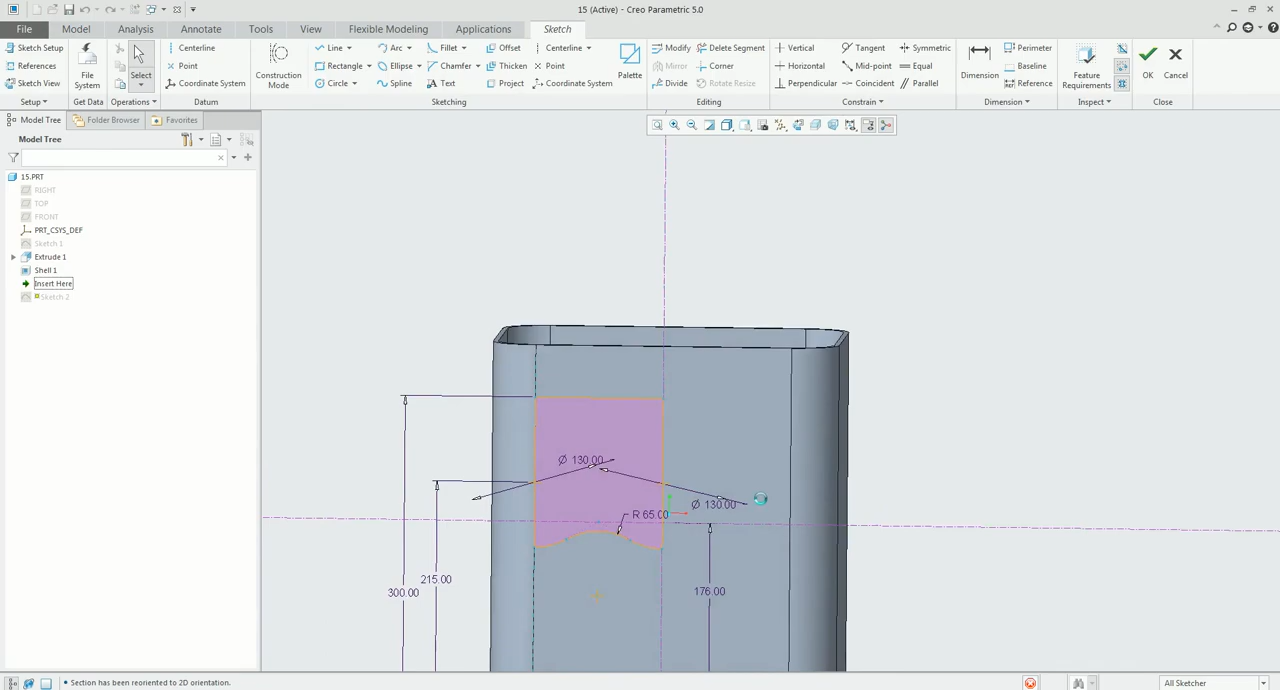 15 (Active) - Creo Parametric 5.0
File Model Analysis Annotate Tools View Flexible Modeling Applications Sketch
Sketch Setup
References
Sketch View
Setup
File System
Get Data
Select
Operations
Centerline
Point
Coordinate System
Datum
Construction Mode
Line Arc Fillet Offset Centerline
Rectangle Ellipse Chamfer Thicken Point
Circle Spline Text Project Coordinate System
Palette
Sketching
Modify Delete Segment
Mirror Corner
Divide Rotate Resize
Editing
Vertical Tangent Symmetric
Horizontal Mid-point Equal
Perpendicular Coincident Parallel
Constrain
Dimension
Perimeter
Baseline
Reference
Dimension
Feature Requirements
Inspect
OK
Cancel
Close
Model Tree Folder Browser Favorites
Model Tree
15.PRT
RIGHT
TOP
FRONT
PRT_CSYS_DEF
Sketch 1
Extrude 1
Shell 1
Insert Here
Sketch 2
Ø 130.00
Ø 130.00
R 65.00
215.00
300.00
176.00
Section has been reoriented to 2D orientation.
All Sketcher